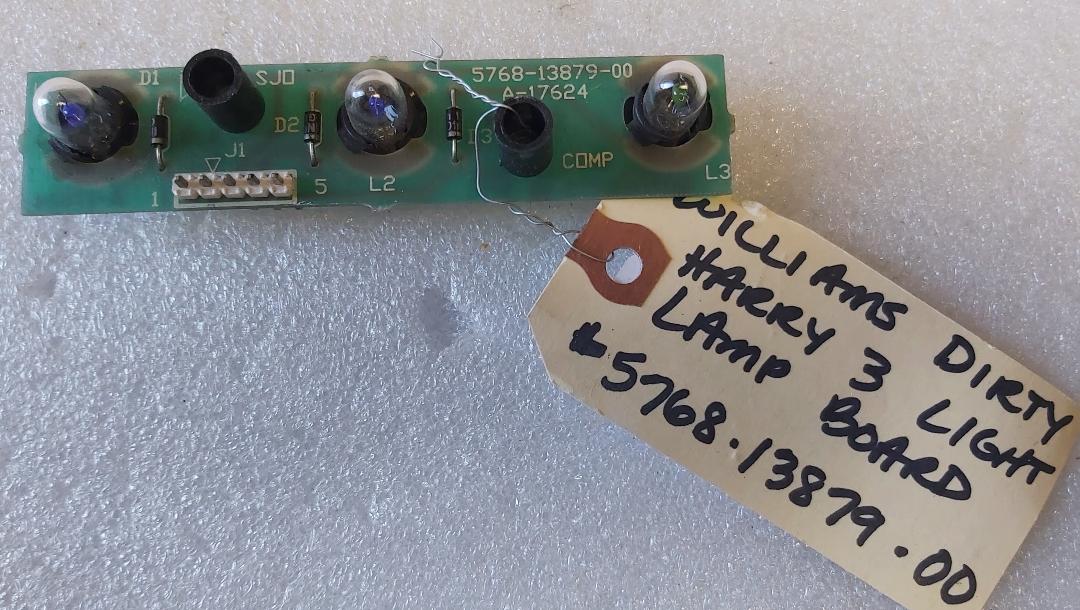 D1
SJO
5768-13879-00
A-17624
D2
D3
J1
COMP
1
5
L2
L3
WILLIAMS DIRTY
HARRY 3 LIGHT
LAMP BOARD
#5768.13879.00